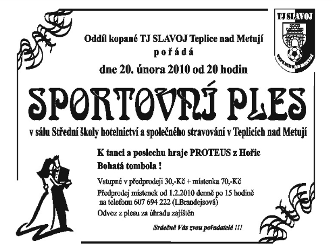 TJ SLAVOJ
Oddíl kopané TJ SLAVOJ Teplice nad Metují
pořádá
dne 20. února 2010 od 20 hodin
SPORTOVNÍ PLES
v sálu Střední školy hotelnictví a společného stravování v Teplicích nad Metují
K tanci a poslechu hraje PROTEUS z Hořic
Bohatá tombola !
Vstupné v předprodeji 30,-Kč + místenka 70,-Kč
Předprodej místenek od 1.2.2010 denně po 15 hodině
na telefonu 607 694 222 (I.Brandejsová)
Odvoz z plesu za úhradu zajištěn
Srdečně Vás zvou pořadatelé !!!